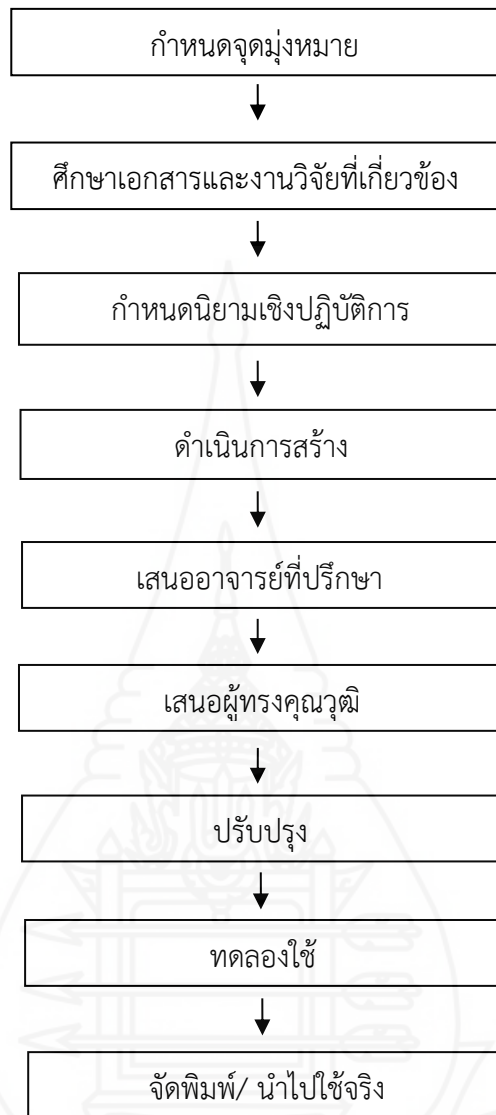 กำหนดจุดมุ่งหมาย
ศึกษาเอกสารและงานวิจัยที่เกี่ยวข้อง
กำหนดนิยามเชิงปฏิบัติการ
ดำเนินการสร้าง
เสนออาจารย์ที่ปรึกษา
เสนอผู้ทรงคุณวุฒิ
ปรับปรุง
ทดลองใช้
จัดพิมพ์/ นำไปใช้จริง